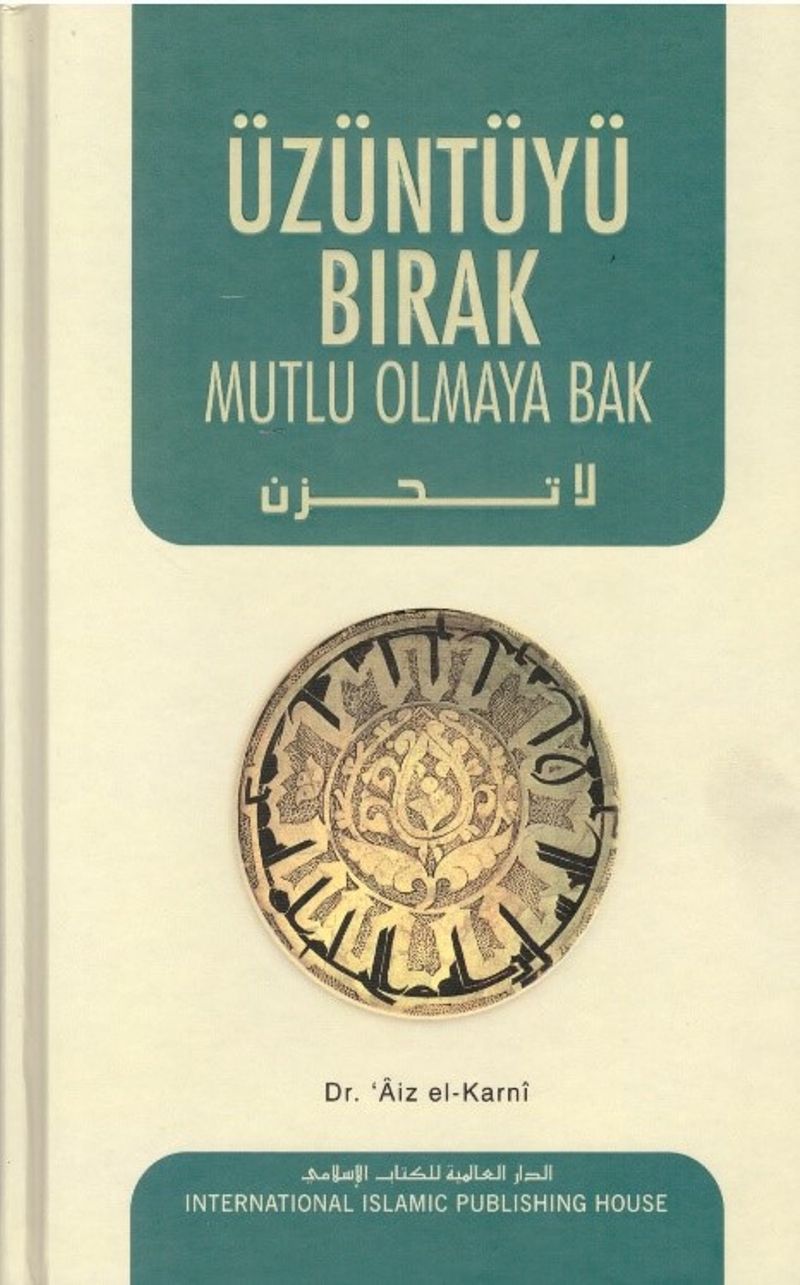 ÜZÜNTÜYÜ
BIRAK
MUTLU OLMAYA BAK
لا تحزن
Dr. ‘Âiz el-Karnî
الدار العالمية للكتاب الإسلامي
INTERNATIONAL ISLAMIC PUBLISHING HOUSE